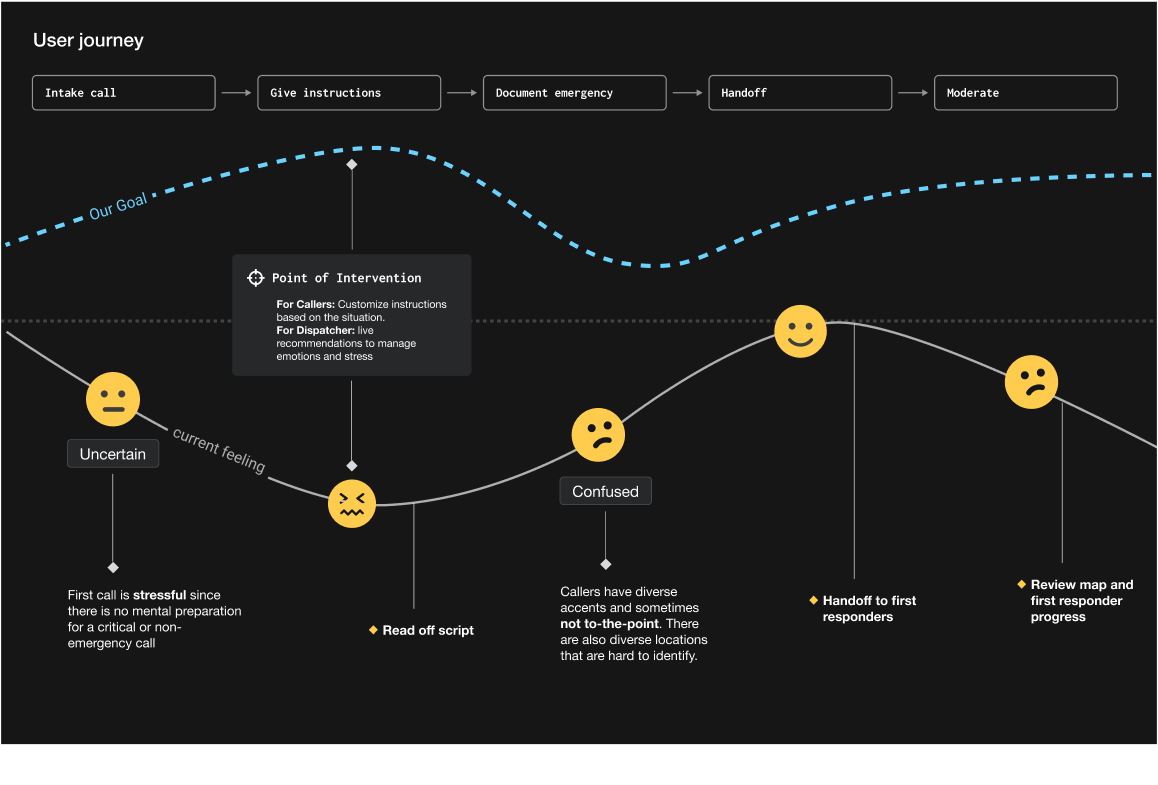 User journey
Intake call
Give instructions
Document emergency
Handoff
Moderate
Our Goal
Point of Intervention
For Callers: Customize instructions
based on the situation.
For Dispatcher: live
recommendations to manage
emotions and stress
current feeling
Uncertain
First call is stressful since
there is no mental preparation
for a critical or non-
emergency call
Read off script
Confused
Callers have diverse
accents and sometimes
not to-the-point. There
are also diverse locations
that are hard to identify.
Handoff to first
responders
Review map and
first responder
progress